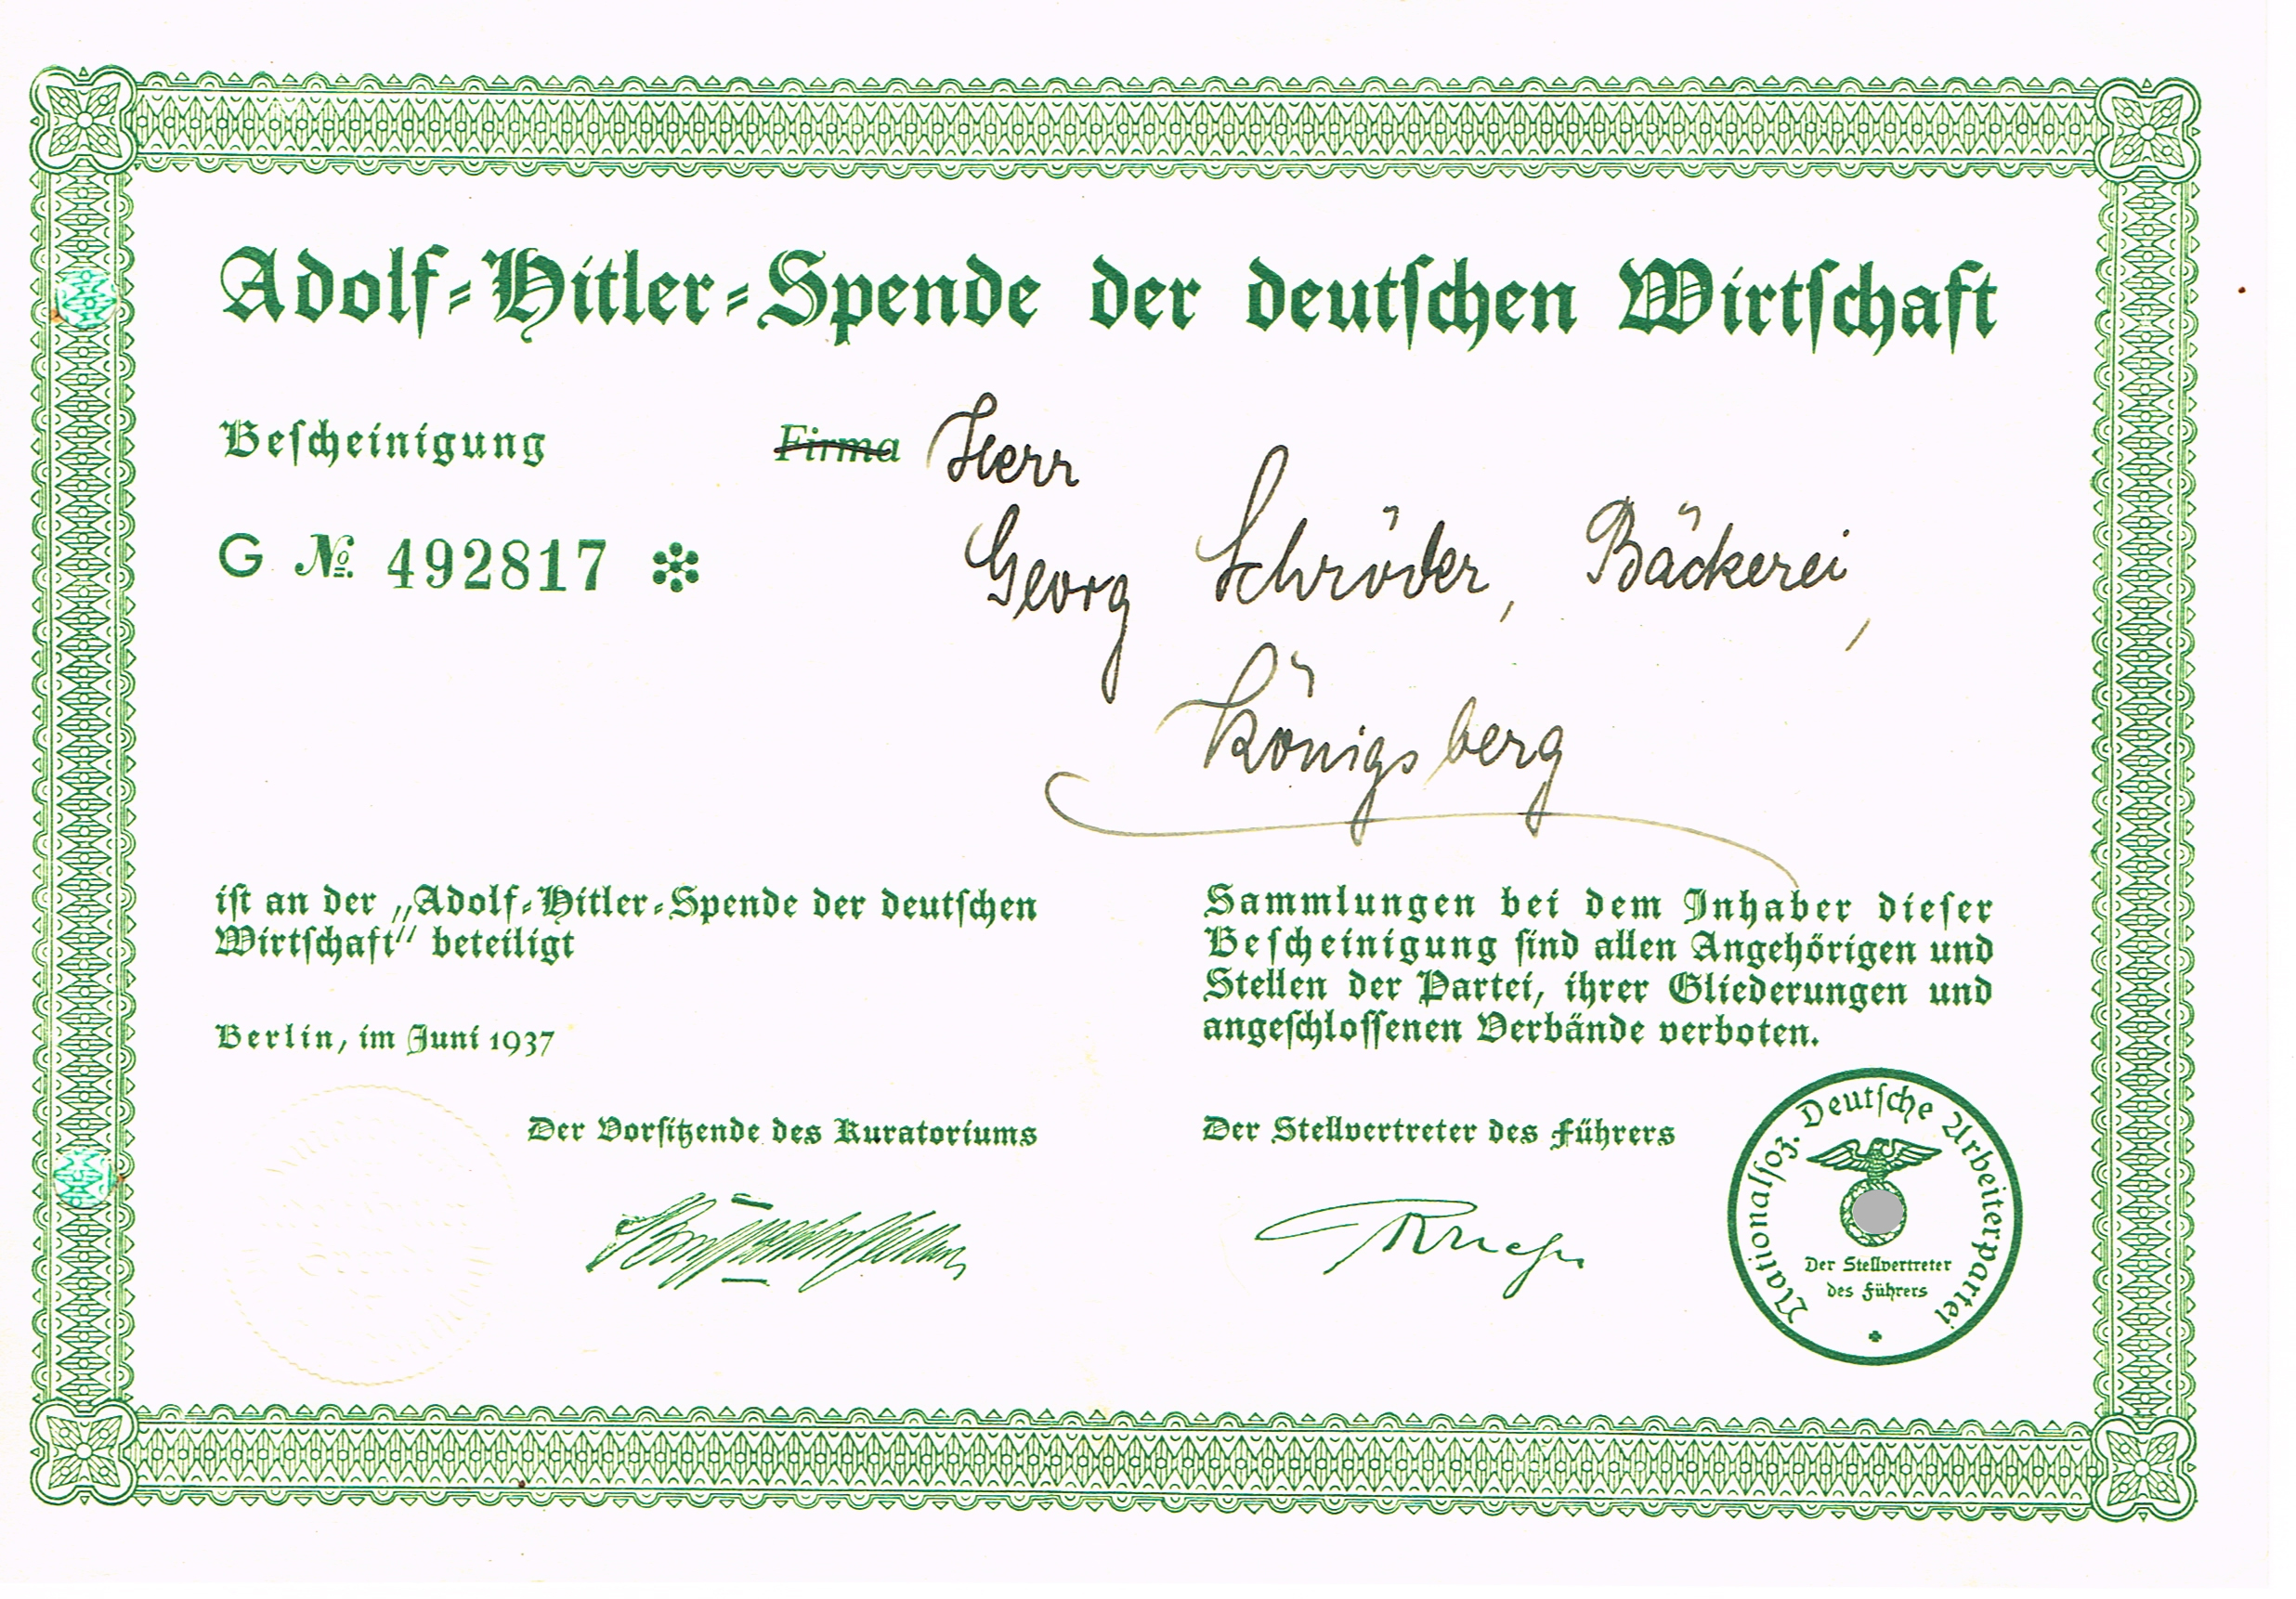 Adolf-Hitler-Spende der deutschen Wirtschaft
Bescheinigung
Firma Herr
G № 492817
Georg Schröder, Bäckerei,
Königsberg
ist an der „Adolf-Hitler-Spende der deutschen
Wirtschaft“ beteiligt
Berlin, im Juni 1937
Sammlungen bei dem Inhaber dieser
Bescheinigung sind allen Angehörigen und
Stellen der Partei, ihrer Gliederungen und
angeschlossenen Verbände verboten.
Der Vorsitzende des Kuratoriums
Der Stellvertreter des Führers
Nationalsoz. Deutsche Arbeiterpartei
Der Stellvertreter
des Führers